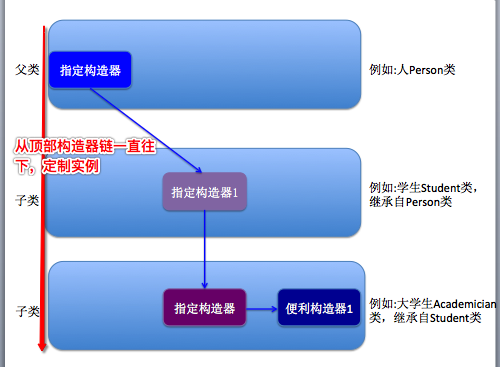 父类
指定构造器
例如:人Person类
从顶部构造器链一直往
下，定制实例
子类
指定构造器1
例如:学生Student类，
继承自Person类
子类
指定构造器
便利构造器1
例如:大学生Academician
类，继承自Student类